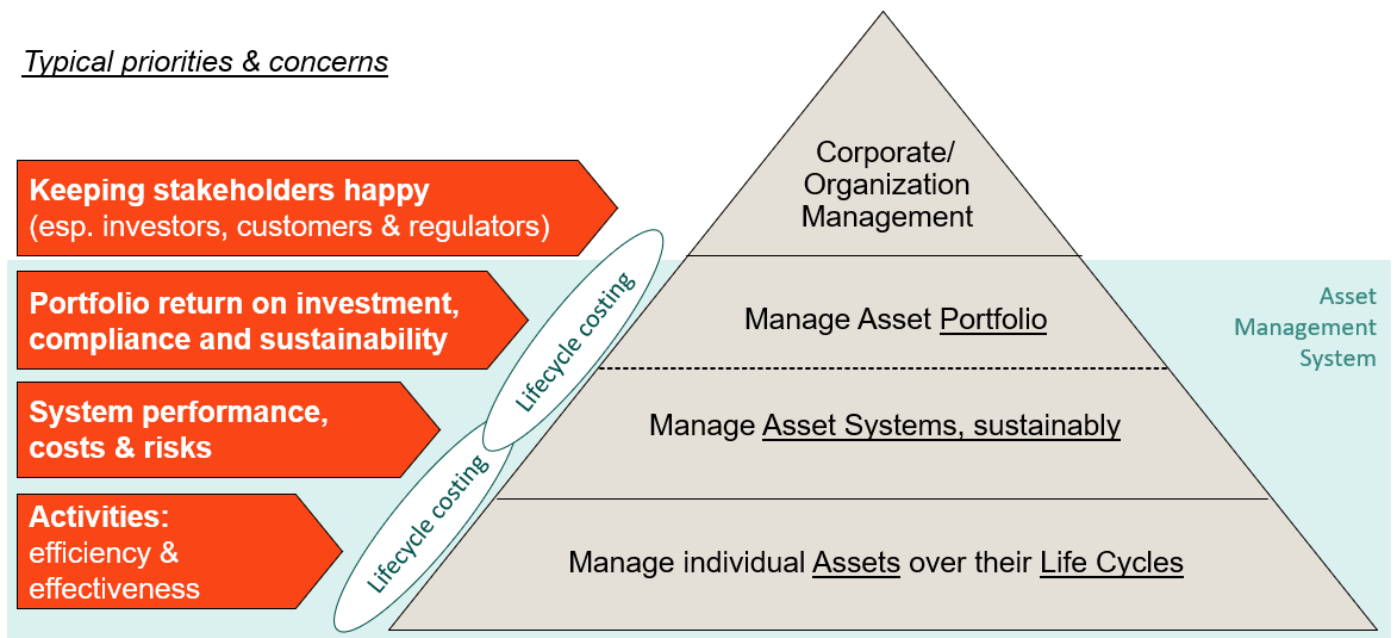 Typical priorities & concerns
Corporate/
Organization
Management
Keeping stakeholders happy
(esp. investors, customers & regulators)
Portfolio return on investment,
compliance and sustainability
Lifecycle costing
Manage Asset Portfolio
Asset
Management
System
System performance,
costs & risks
Manage Asset Systems, sustainably
Lifecycle costing
Activities:
efficiency &
effectiveness
Manage individual Assets over their Life Cycles